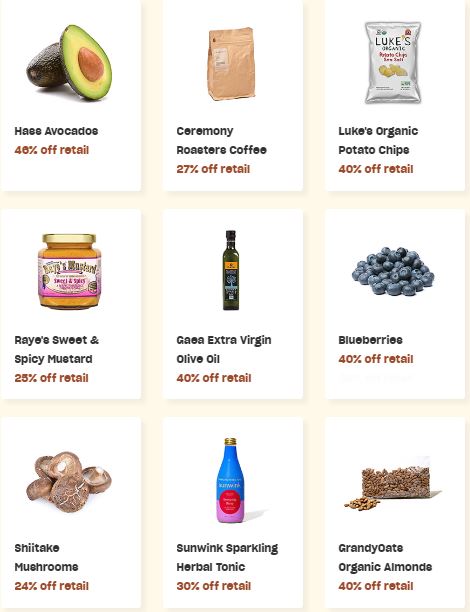 LUKE'S
ORGANIC
Potato Chips
Sea Salt
Hass Avocados
46% off retail
Ceremony
Roasters Coffee
27% off retail
Luke's Organic
Potato Chips
40% off retail
Raye's Mustard
Sweet & Spicy
Raye's Sweet &
Spicy Mustard
25% off retail
Gaea Extra Virgin
Olive Oil
40% off retail
Blueberries
40% off retail
sunwink
Shiitake
Mushrooms
24% off retail
Sunwink Sparkling
Herbal Tonic
30% off retail
GrandyOats
Organic Almonds
40% off retail